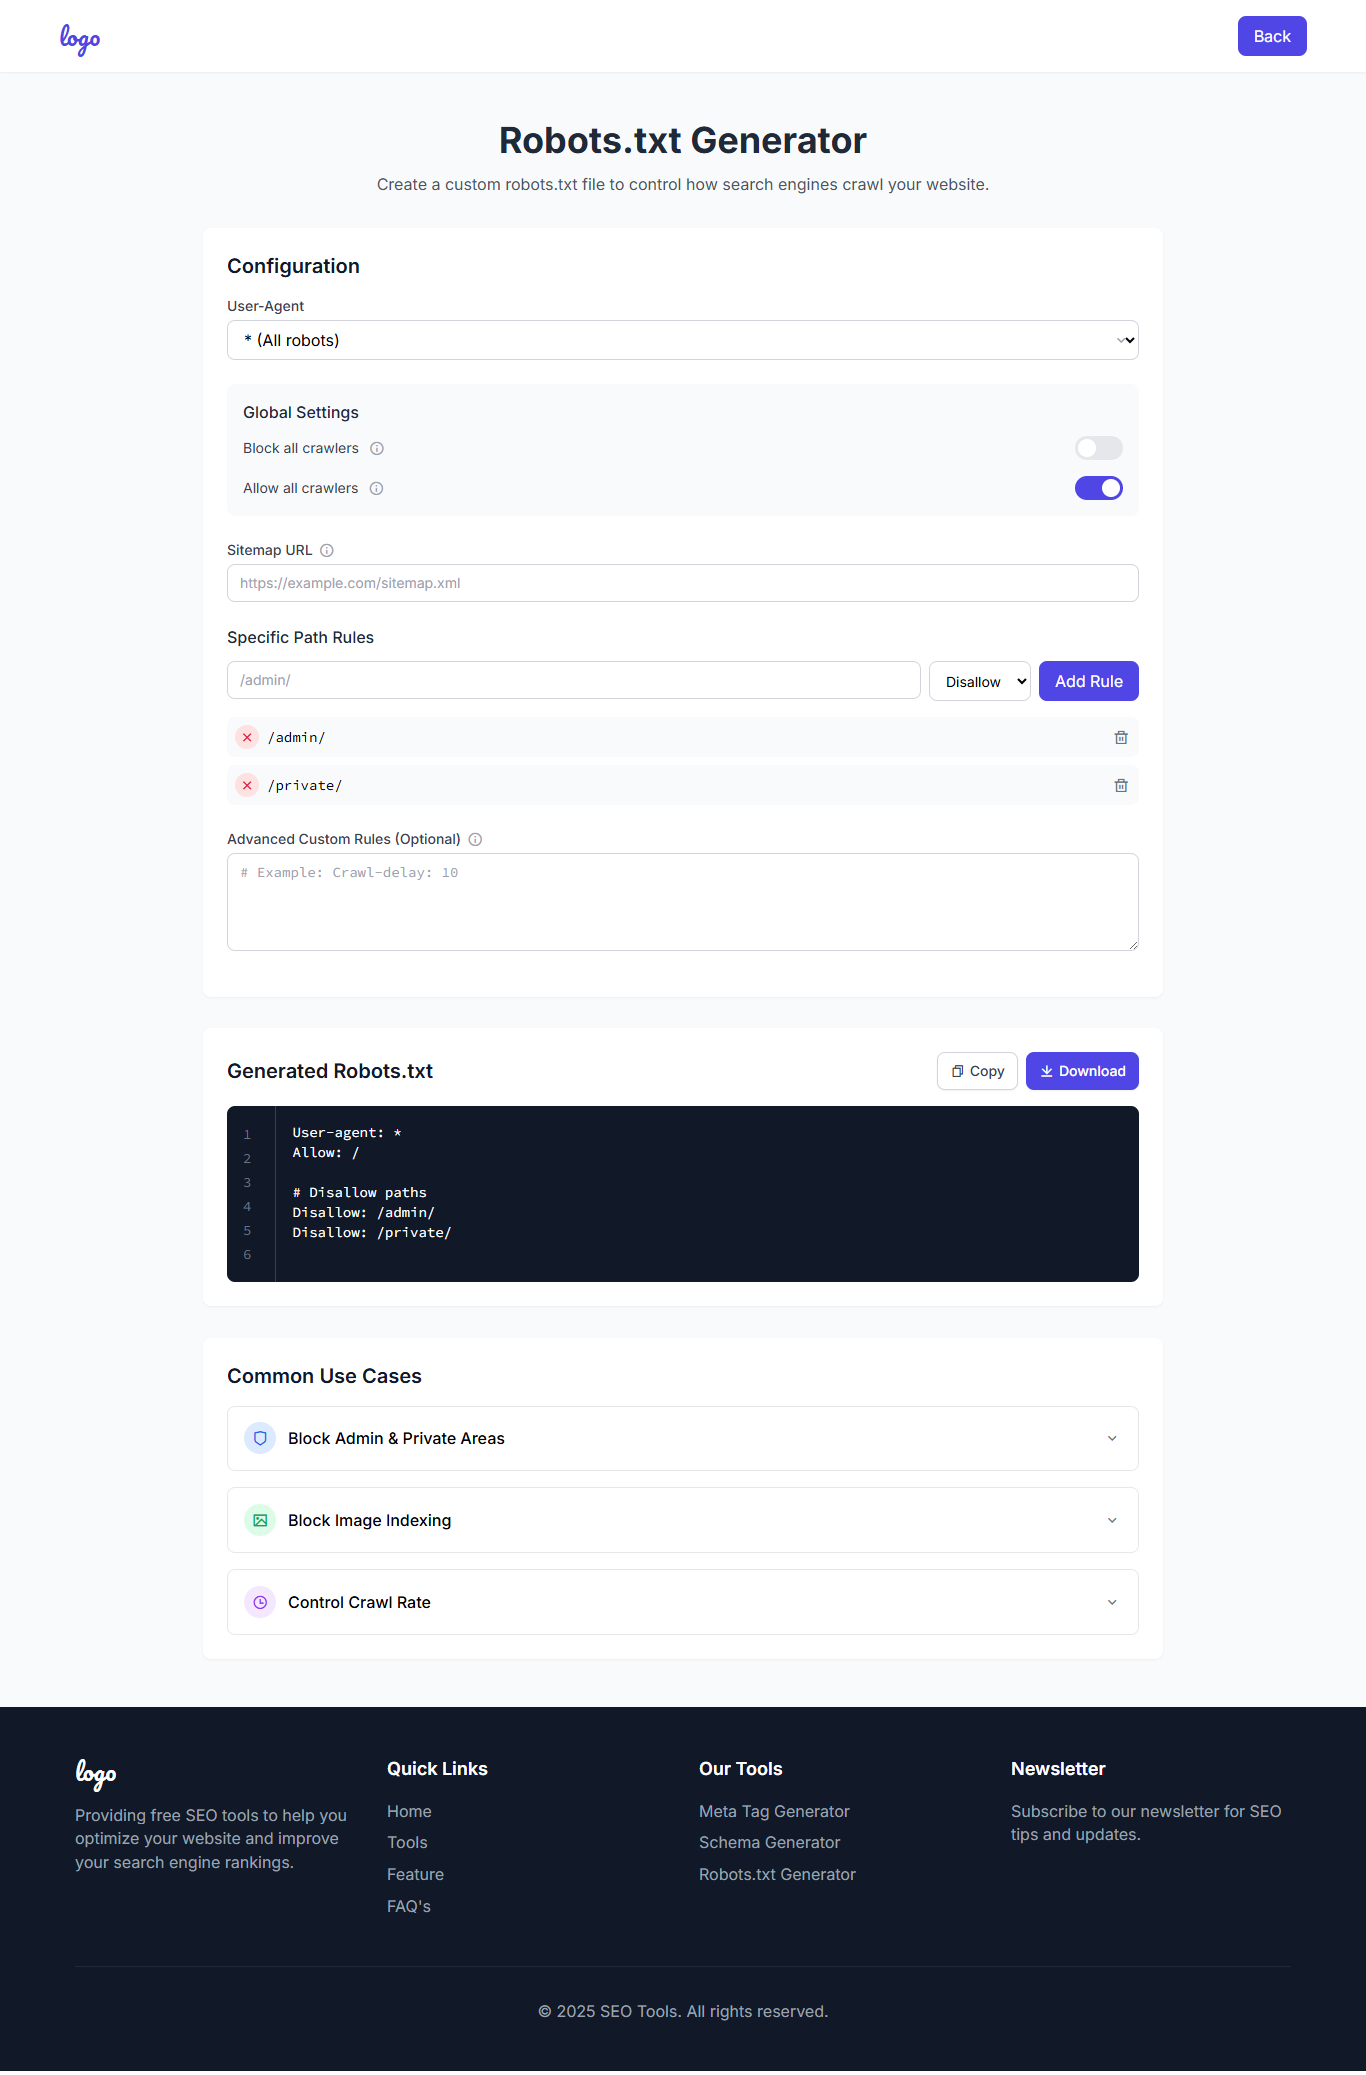 logo
Back
Robots.txt Generator
Create a custom robots.txt file to control how search engines crawl your website.
Configuration
User-Agent
* (All robots)
Global Settings
Block all crawlers
Allow all crawlers
Sitemap URL
https://example.com/sitemap.xml
Specific Path Rules
/admin/
Disallow
Add Rule
/admin/
/private/
Advanced Custom Rules (Optional)
# Example: Crawl-delay: 10
Generated Robots.txt
Copy
Download
1
2
3
4
5
6
User-agent: *
Allow: /
# Disallow paths
Disallow: /admin/
Disallow: /private/
Common Use Cases
Block Admin & Private Areas
Block Image Indexing
Control Crawl Rate
logo
Providing free SEO tools to help you
optimize your website and improve
your search engine rankings.
Quick Links
Home
Tools
Feature
FAQ's
Our Tools
Meta Tag Generator
Schema Generator
Robots.txt Generator
Newsletter
Subscribe to our newsletter for SEO
tips and updates.
© 2025 SEO Tools. All rights reserved.